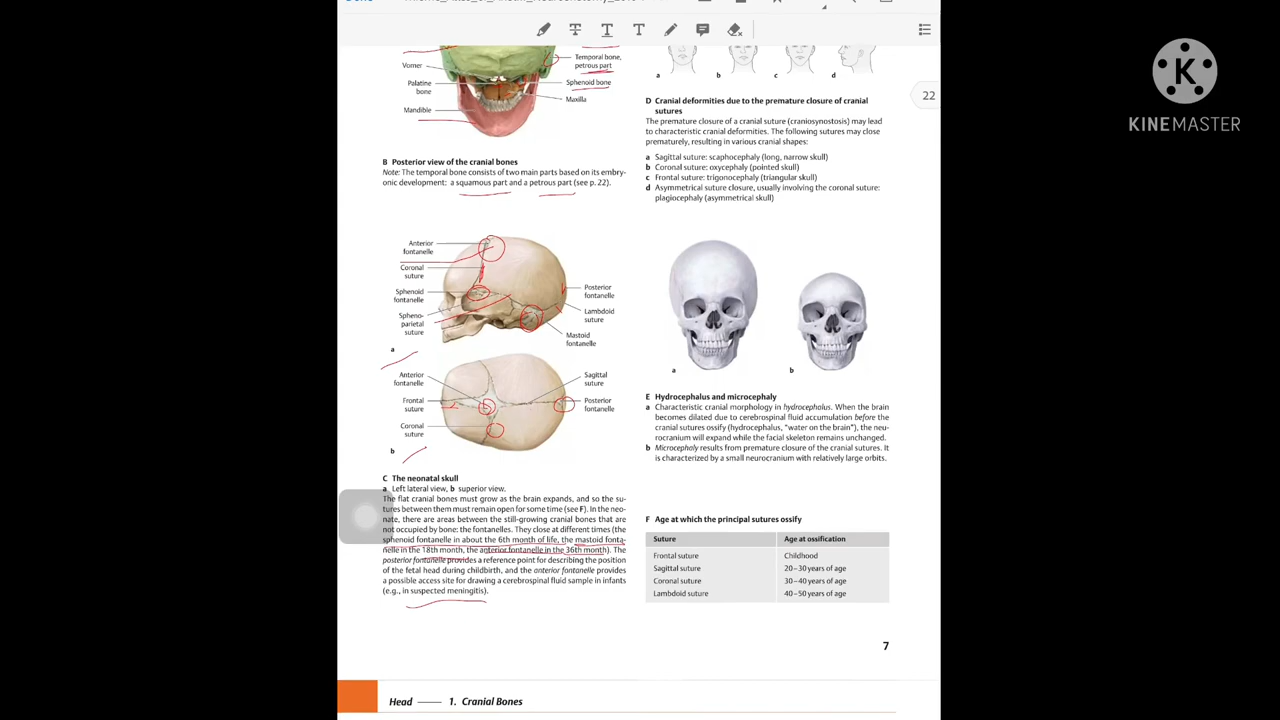 22
KINEMASTER
K
Temporal bone,
petrous part
Vomer
Sphenoid bone
Palatine
bone
Maxilla
Mandible
B Posterior view of the cranial bones
Note: The temporal bone consists of two main parts based on its embry-
onic development: a squamous part and a petrous part (see p. 22).
Anterior
fontanelle
Coronal
suture
Sphenoid
fontanelle
Spheno-
parietal
suture
Posterior
fontanelle
Lambdoid
suture
Mastoid
fontanelle
a
Anterior
fontanelle
Frontal
suture
Coronal
suture
Sagittal
suture
Posterior
fontanelle
b
C The neonatal skull
a Left lateral view, b superior view.
The flat cranial bones must grow as the brain expands, and so the su-
tures between them must remain open for some time (see F). In the neo-
nate, there are areas between the still-growing cranial bones that are
not occupied by bone: the fontanelles. They close at different times (the
sphenoid fontanelle in about the 6th month of life, the mastoid fonta-
nelle in the 18th month, the anterior fontanelle in the 36th month). The
posterior fontanelle provides a reference point for describing the position
of the fetal head during childbirth, and the anterior fontanelle provides
a possible access site for drawing a cerebrospinal fluid sample in infants
(e.g., in suspected meningitis).
a b c d
D Cranial deformities due to the premature closure of cranial
sutures
The premature closure of a cranial suture (craniosynostosis) may lead
to characteristic cranial deformities. The following sutures may close
prematurely, resulting in various cranial shapes:
a Sagittal suture: scaphocephaly (long, narrow skull)
b Coronal suture: oxycephaly (pointed skull)
c Frontal suture: trigonocephaly (triangular skull)
d Asymmetrical suture closure, usually involving the coronal suture:
plagiocephaly (asymmetrical skull)
a b
E Hydrocephalus and microcephaly
a Characteristic cranial morphology in hydrocephalus. When the brain
becomes dilated due to cerebrospinal fluid accumulation before the
cranial sutures ossify (hydrocephalus, “water on the brain”), the neu-
rocranium will expand while the facial skeleton remains unchanged.
b Microcephaly results from premature closure of the cranial sutures. It
is characterized by a small neurocranium with relatively large orbits.
F Age at which the principal sutures ossify
Suture Age at ossification
Frontal suture Childhood
Sagittal suture 20–30 years of age
Coronal suture 30–40 years of age
Lambdoid suture 40–50 years of age
7
Head — 1. Cranial Bones